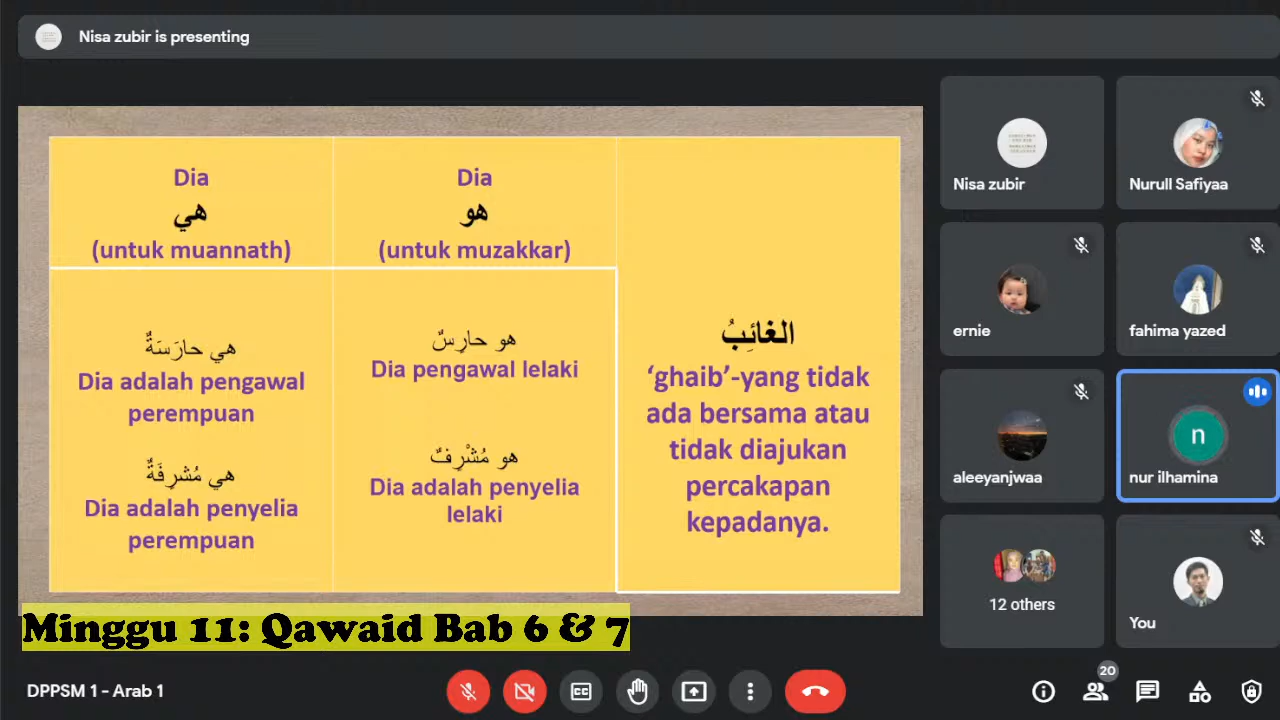 Nisa zubir is presenting
Dia
هي
(untuk muannath)
هي حارَسَةٌ
Dia adalah pengawal
perempuan
هي مُشرِفَةٌ
Dia adalah penyelia
perempuan
Dia
هو
(untuk muzakkar)
هو حارِسٌ
Dia pengawal lelaki
هو مُشْرِفٌ
Dia adalah penyelia
lelaki
الغائِبُ
‘ghaib’-yang tidak
ada bersama atau
tidak diajukan
percakapan
kepadanya.
Minggu 11: Qawaid Bab 6 & 7
Nisa zubir
Nurull Safiyaa
ernie
fahima yazed
aleeyanjwaa
n
nur ilhamina
12 others
You
DPPSM 1 - Arab 1
CC
20